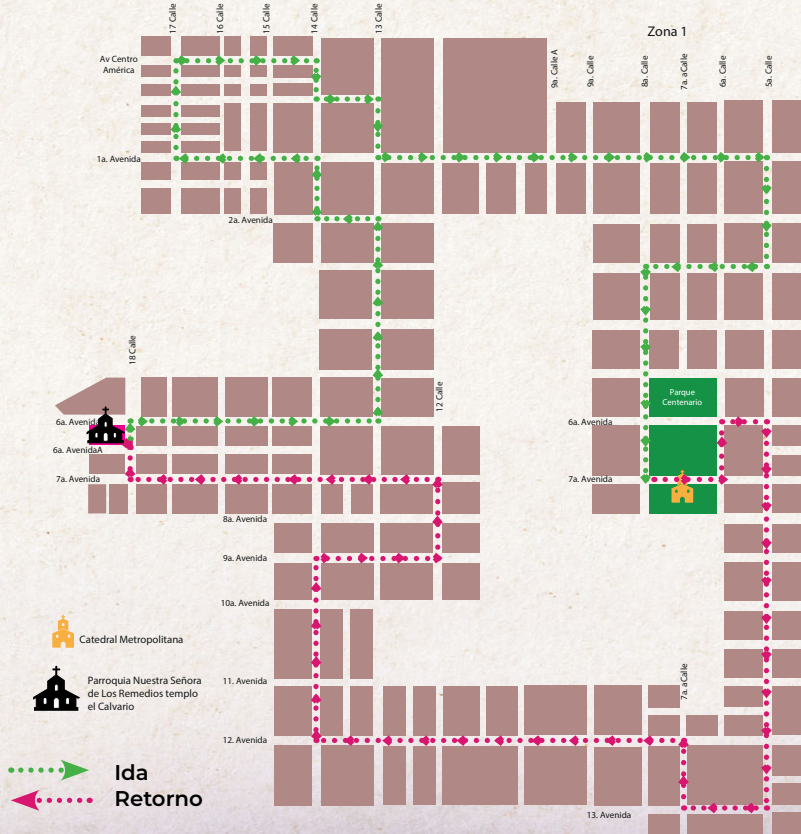 17 Calle
16 Calle
15 Calle
14 Calle
13 Calle
Zona 1
9a. Calle A
9a. Calle
8a. Calle
7a. aCalle
6a. Calle
5a. Calle
Av Centro
América
1a. Avenida
2a. Avenida
18 Calle
12 Calle
Parque
Centenario
6a. Avenida
6a. Avenida
6a. AvenidaA
7a. Avenida
7a. Avenida
8a. Avenida
9a. Avenida
10a. Avenida
Catedral Metropolitana
11. Avenida
7a. aCalle
Parroquia Nuestra Señora
de Los Remedios templo
el Calvario
12. Avenida
Ida
Retorno
13. Avenida